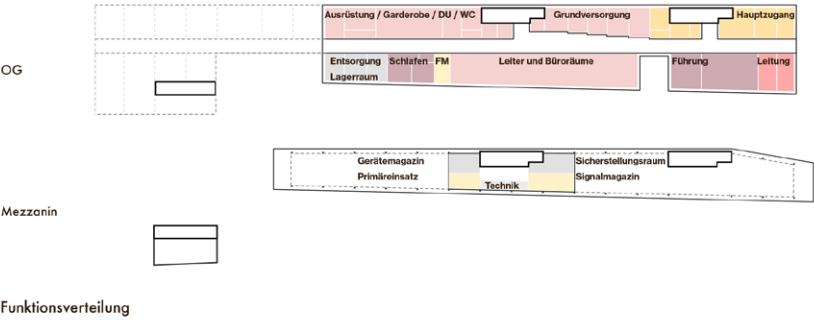 Ausrüstung / Garderobe / DU / WC Grundversorgung Hauptzugang
OG
Entsorgung Schlafen FM Leiter und Büroräume Führung Leitung
Lagerraum
Gerätemagazin Sicherstellungsraum
Primäreinsatz Signalmagazin
Technik
Mezzanin
Funktionsverteilung